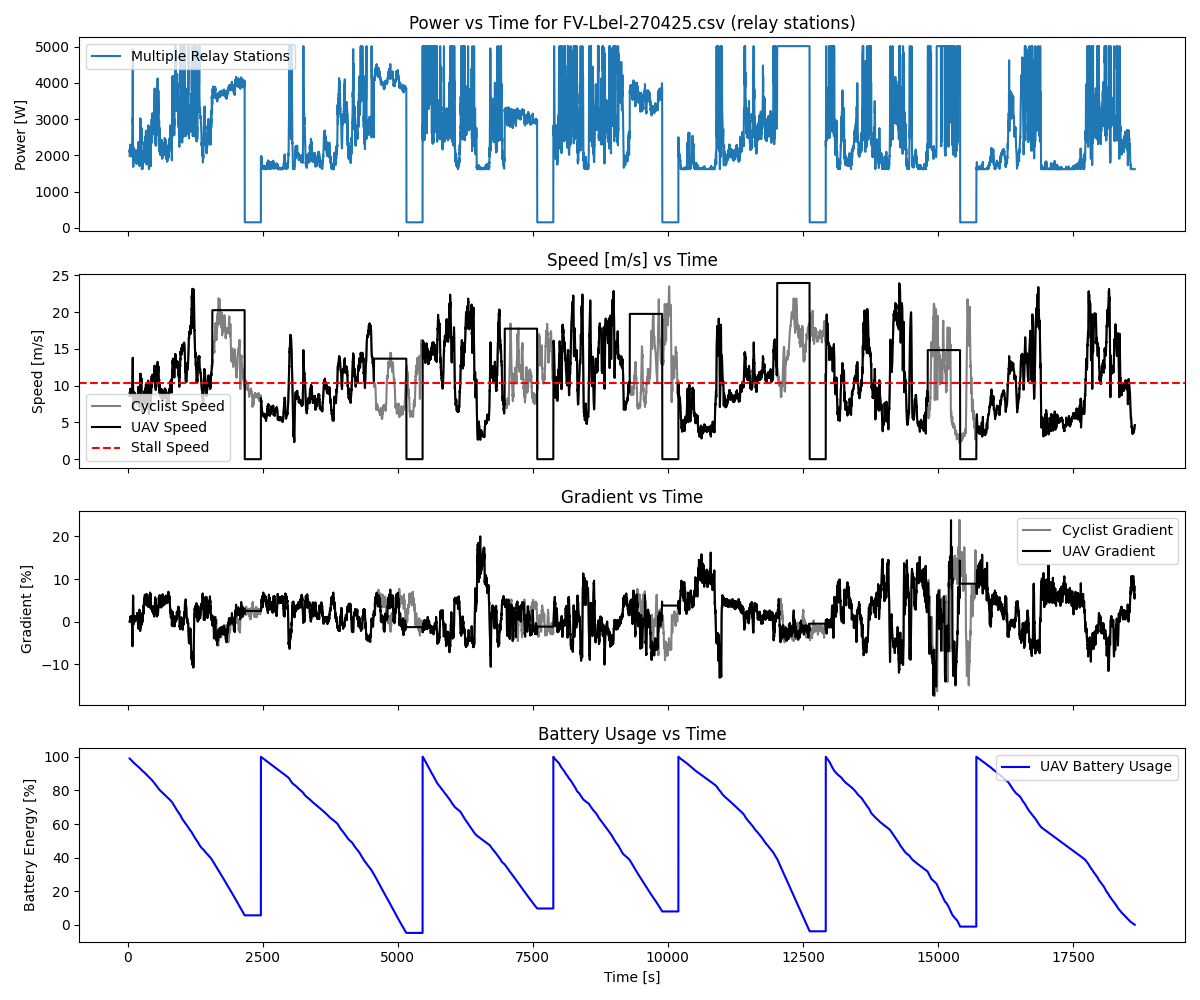 Power vs Time for FV-Lbel-270425.csv (relay stations)
Power [W]
5000
4000
3000
2000
1000
0
Multiple Relay Stations
Speed [m/s] vs Time
Speed [m/s]
25
20
15
10
5
0
Cyclist Speed
UAV Speed
Stall Speed
Gradient vs Time
Gradient [%]
20
10
0
−10
Cyclist Gradient
UAV Gradient
Battery Usage vs Time
Battery Energy [%]
100
80
60
40
20
0
UAV Battery Usage
0 2500 5000 7500 10000 12500 15000 17500
Time [s]